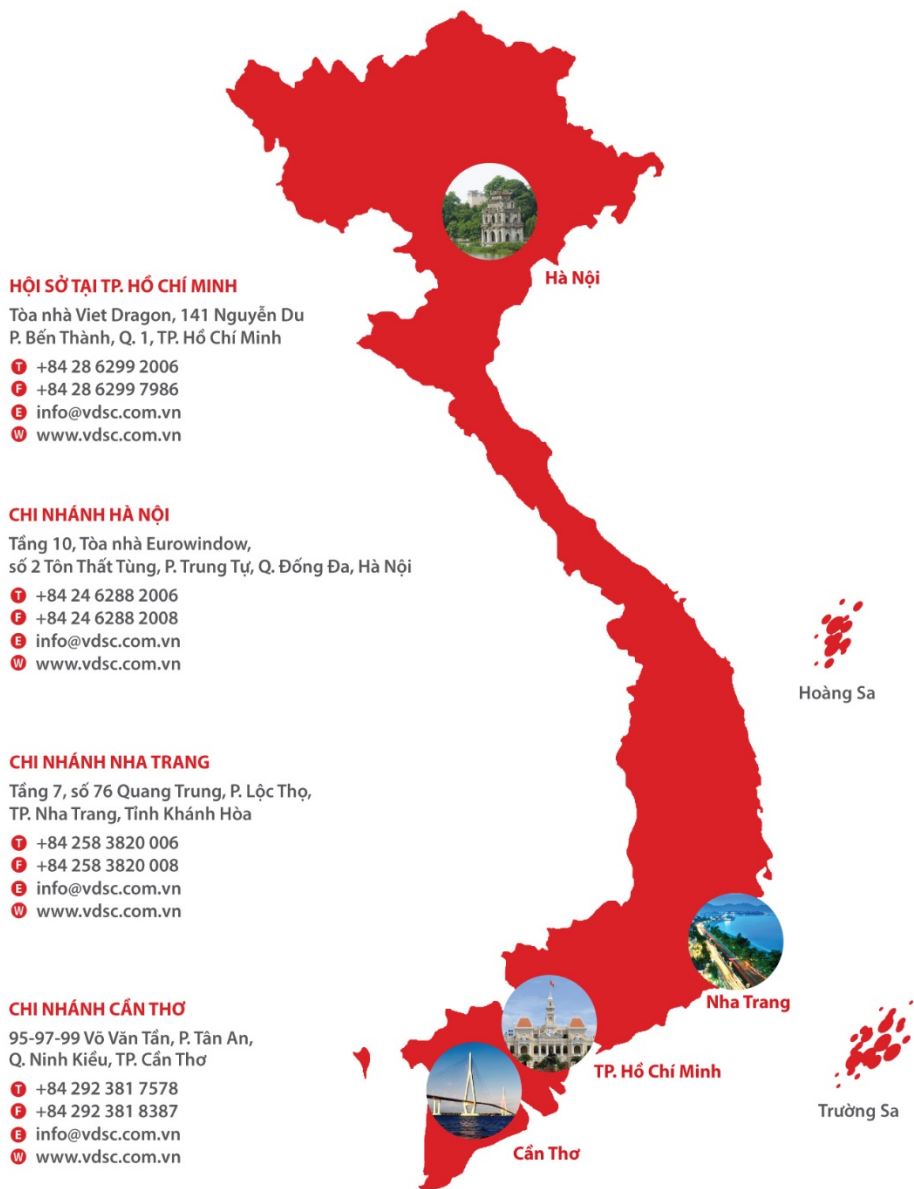 HỘI SỞ TẠI TP. HỒ CHÍ MINH
Tòa nhà Viet Dragon, 141 Nguyễn Du
P. Bến Thành, Q. 1, TP. Hồ Chí Minh
T +84 28 6299 2006
F +84 28 6299 7986
E info@vdsc.com.vn
W www.vdsc.com.vn
CHI NHÁNH HÀ NỘI
Tầng 10, Tòa nhà Eurowindow,
số 2 Tôn Thất Tùng, P. Trung Tự, Q. Đống Đa, Hà Nội
T +84 24 6288 2006
F +84 24 6288 2008
E info@vdsc.com.vn
W www.vdsc.com.vn
CHI NHÁNH NHA TRANG
Tầng 7, số 76 Quang Trung, P. Lộc Thọ,
TP. Nha Trang, Tỉnh Khánh Hòa
T +84 258 3820 006
F +84 258 3820 008
E info@vdsc.com.vn
W www.vdsc.com.vn
CHI NHÁNH CẦN THƠ
95-97-99 Võ Văn Tần, P. Tân An,
Q. Ninh Kiều, TP. Cần Thơ
T +84 292 381 7578
F +84 292 381 8387
E info@vdsc.com.vn
W www.vdsc.com.vn
Hà Nội
Hoàng Sa
Nha Trang
TP. Hồ Chí Minh
Trường Sa
Cần Thơ